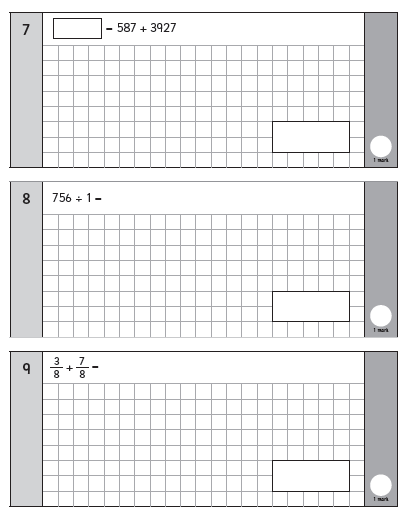 7
= 587 + 3927
1 mark
8
756 ÷ 1 =
1 mark
9
3/8 + 7/8 =
1 mark